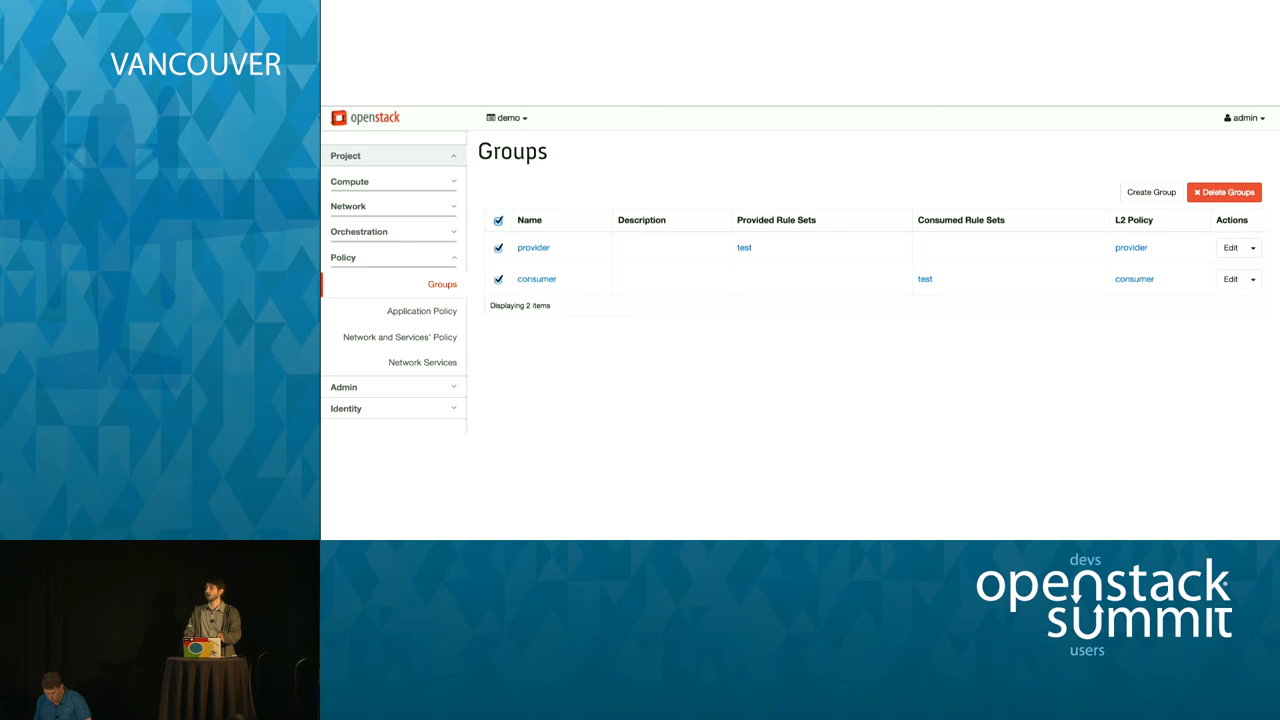 VANCOUVER
openstack
demo
admin
Project
Compute
Network
Orchestration
Policy
Groups
Application Policy
Network and Services' Policy
Network Services
Admin
Identity
Groups
Create Group
Delete Groups
Name Description Provided Rule Sets Consumed Rule Sets L2 Policy Actions
provider test provider Edit
consumer test consumer Edit
Displaying 2 items
devs
openstack
summit
users